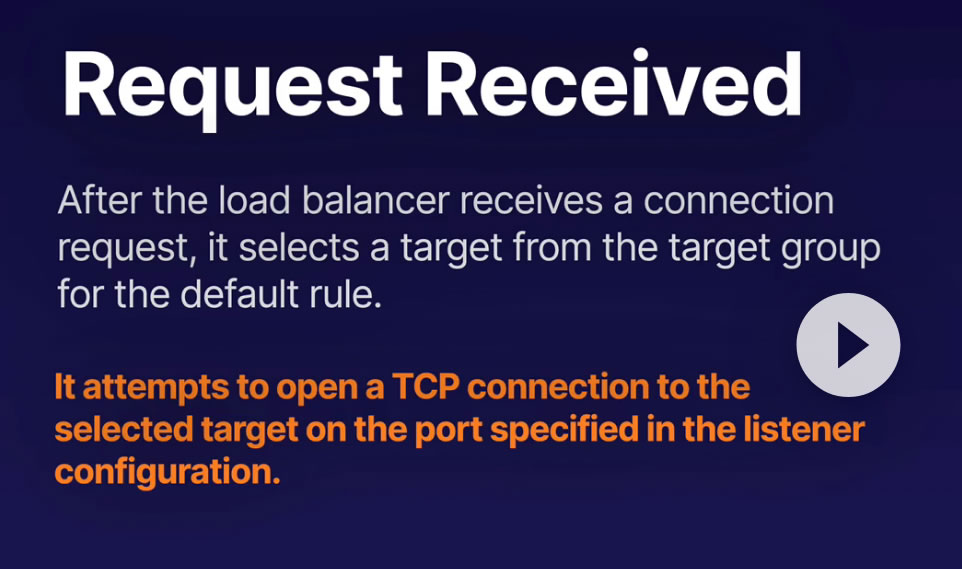 Request Received
After the load balancer receives a connection
request, it selects a target from the target group
for the default rule.
It attempts to open a TCP connection to the
selected target on the port specified in the listener
configuration.